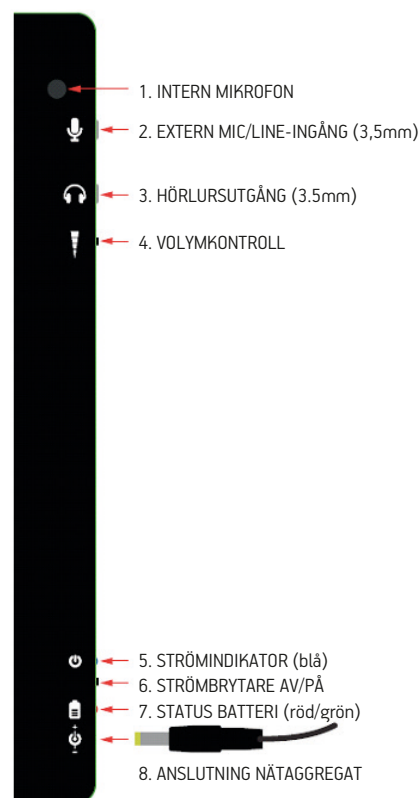 1. INTERN MIKROFON
2. EXTERN MIC/LINE-INGÅNG (3,5mm)
3. HÖRLURSUTGÅNG (3.5mm)
4. VOLYMKONTROLL
5. STRÖMINDIKATOR (blå)
6. STRÖMBRYTARE AV/PÅ
7. STATUS BATTERI (röd/grön)
8. ANSLUTNING NÄTAGGREGAT